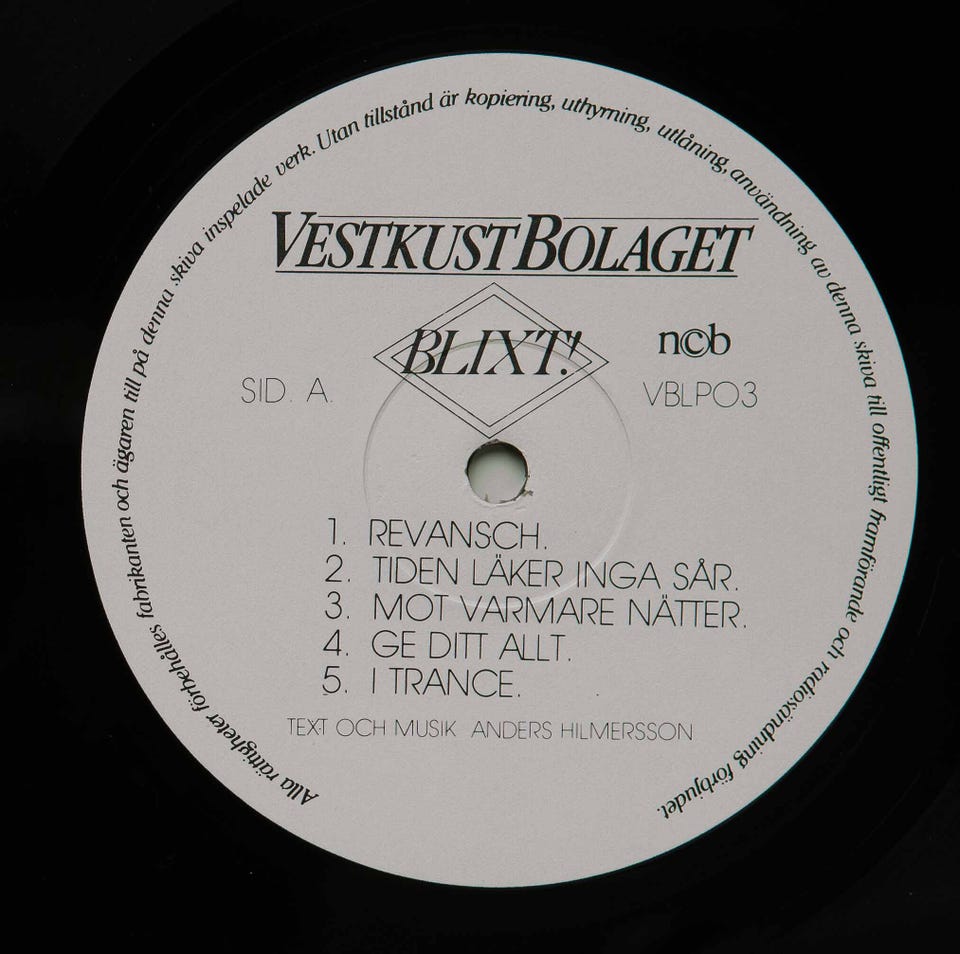 Alla rättigheter förbehålles fabrikanten och ägaren till på denna skiva inspelade verk. Utan tillstånd är kopiering, uthyrning, utlåning, användning av denna skiva till offentligt framförande och radiosändning förbjudet.
VESTKUSTBOLAGET
BLIXT!
ncb
SID. A.
VBLP03
1. REVANSCH.
2. TIDEN LÄKER INGA SÅR.
3. MOT VARMARE NÄTTER.
4. GE DITT ALLT.
5. I TRANCE.
TEXT OCH MUSIK ANDERS HILMERSSON